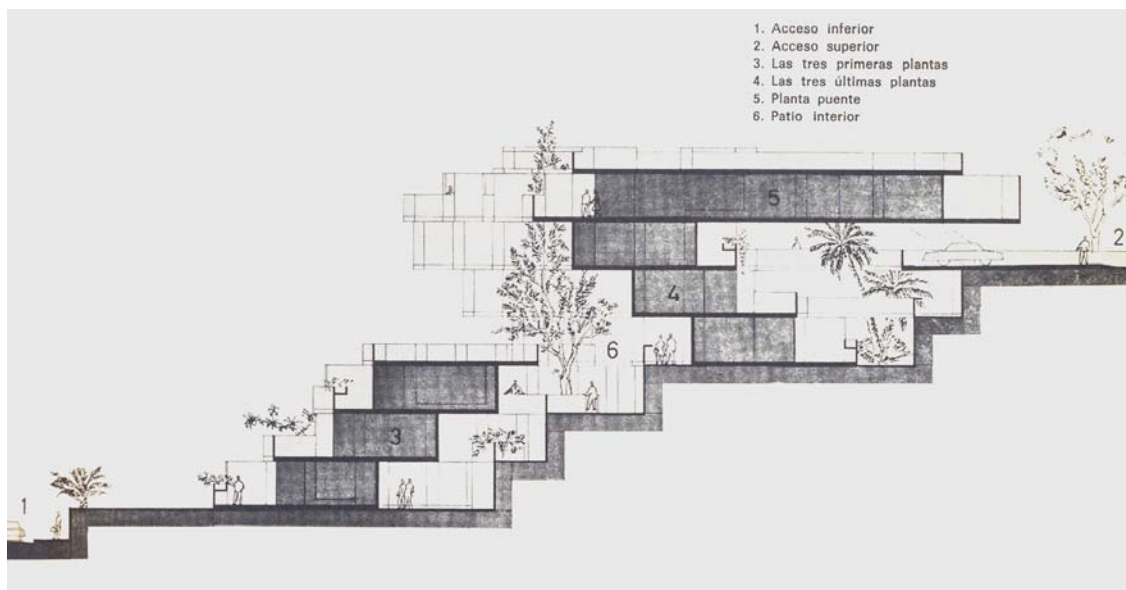 1. Acceso inferior
2. Acceso superior
3. Las tres primeras plantas
4. Las tres últimas plantas
5. Planta puente
6. Patio interior
5
2
4
6
3
1